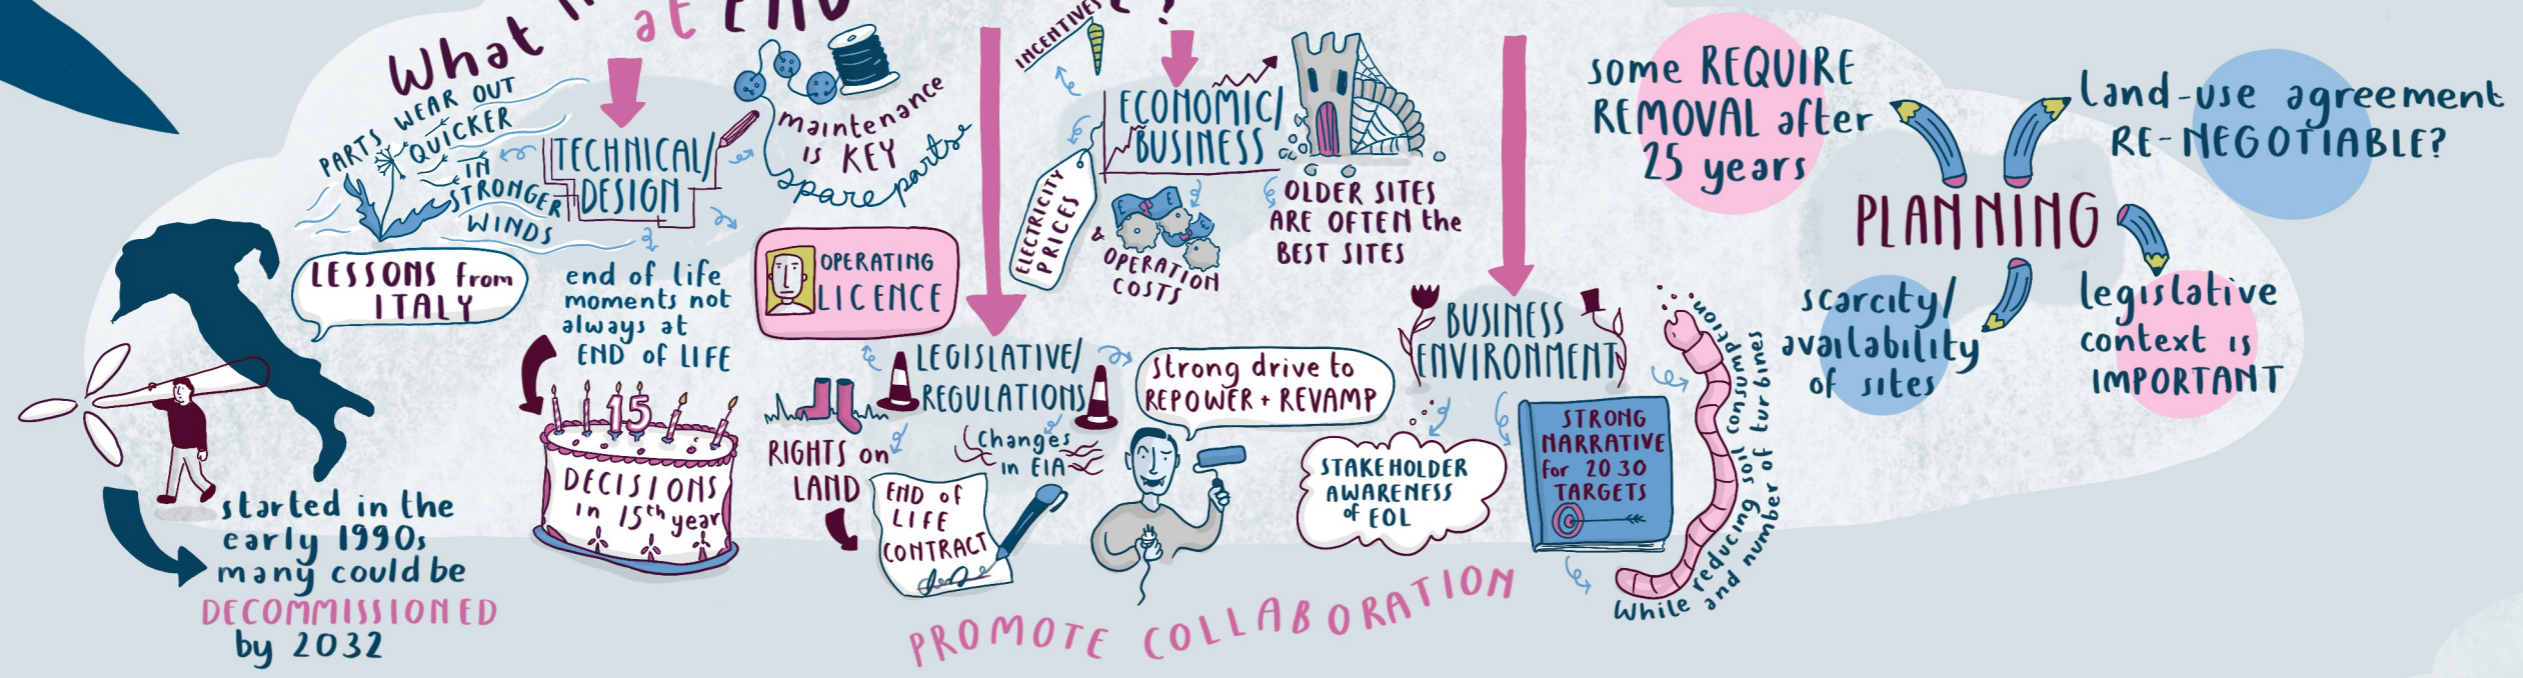 What
at END
?
PARTS WEAR OUT
QUICKER
IN
STRONGER
WINDS
TECHNICAL/
DESIGN
maintenance
IS KEY
spare parts
LESSONS from
ITALY
started in the
early 1990s
many could be
DECOMMISSIONED
by 2032
end of life
moments not
always at
END of LIFE
15
DECISIONS
in 15th year
OPERATING
LICENCE
LEGISLATIVE/
REGULATIONS
RIGHTS on
LAND
END of
LIFE
CONTRACT
Changes
in EIA
Strong drive to
REPOWER + REVAMP
INCENTIVES
ECONOMIC/
BUSINESS
ELECTRICITY
PRICES
E E
E
& OPERATION
COSTS
OLDER SITES
ARE OFTEN the
BEST SITES
BUSINESS
ENVIRONMENT
STAKEHOLDER
AWARENESS
of EOL
STRONG
NARRATIVE
for 2030
TARGETS
While reducing soil consumption
and number of turbines
PROMOTE COLLABORATION
some REQUIRE
REMOVAL after
25 years
land-use agreement
RE-NEGOTIABLE?
PLANNING
scarcity/
availability
of sites
legislative
context is
IMPORTANT